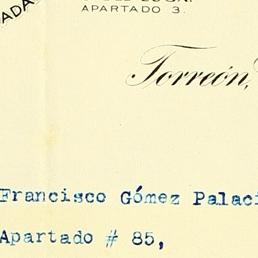 APARTADO 3.
Torreón,
Francisco Gómez Palaci
Apartado # 85,